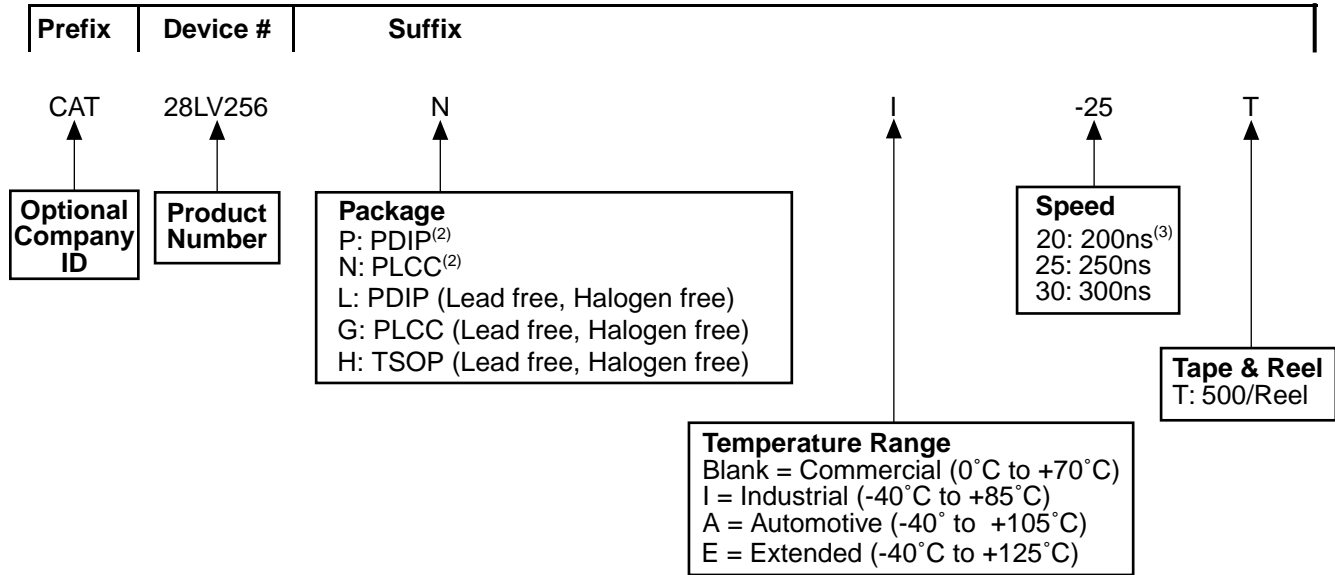 Prefix Device # Suffix
CAT 28LV256 N I -25 T
Optional
Company
ID
Product
Number
Package
P: PDIP(2)
N: PLCC(2)
L: PDIP (Lead free, Halogen free)
G: PLCC (Lead free, Halogen free)
H: TSOP (Lead free, Halogen free)
Speed
20: 200ns(3)
25: 250ns
30: 300ns
Tape & Reel
T: 500/Reel
Temperature Range
Blank = Commercial (0˚C to +70˚C)
I = Industrial (-40˚C to +85˚C)
A = Automotive (-40˚ to +105˚C)
E = Extended (-40˚C to +125˚C)